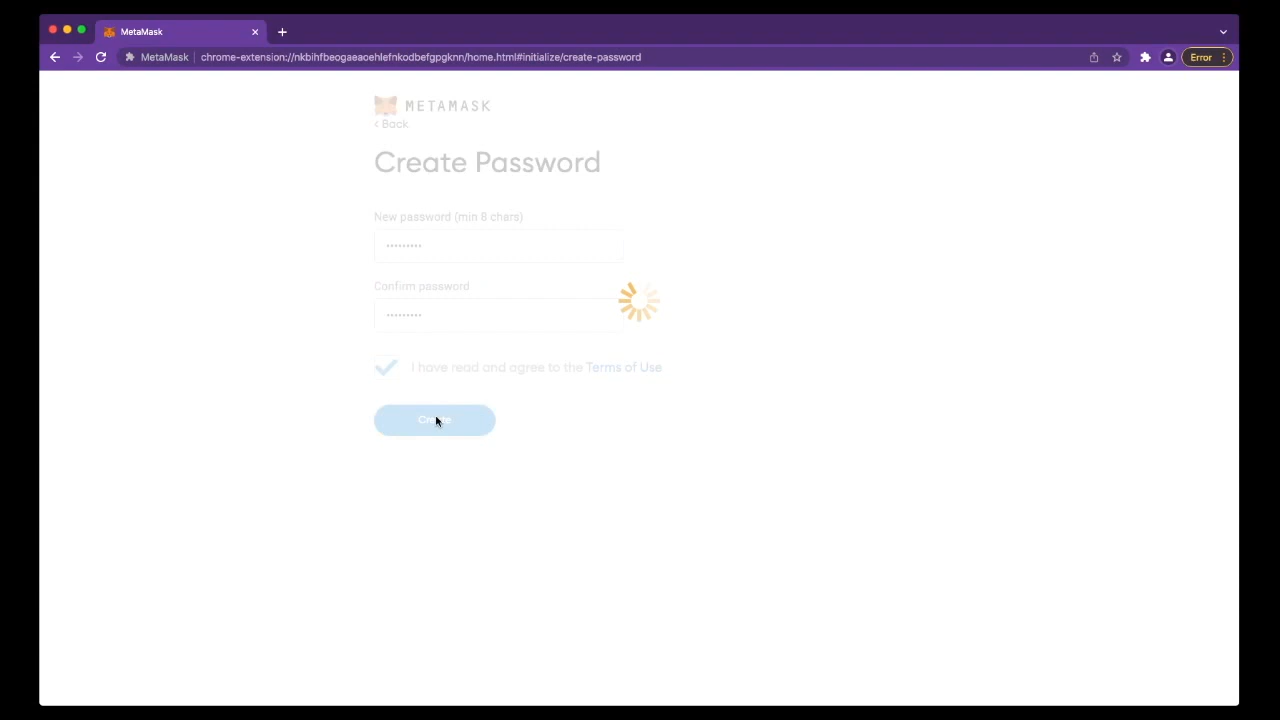 MetaMask
MetaMask
chrome-extension://nkbihfbeogaeaoehlefnkodbefgpgknn/home.html#initialize/create-password
Error
METAMASK
< Back
Create Password
New password (min 8 chars)
•••••••••
Confirm password
•••••••••
I have read and agree to the Terms of Use
Create